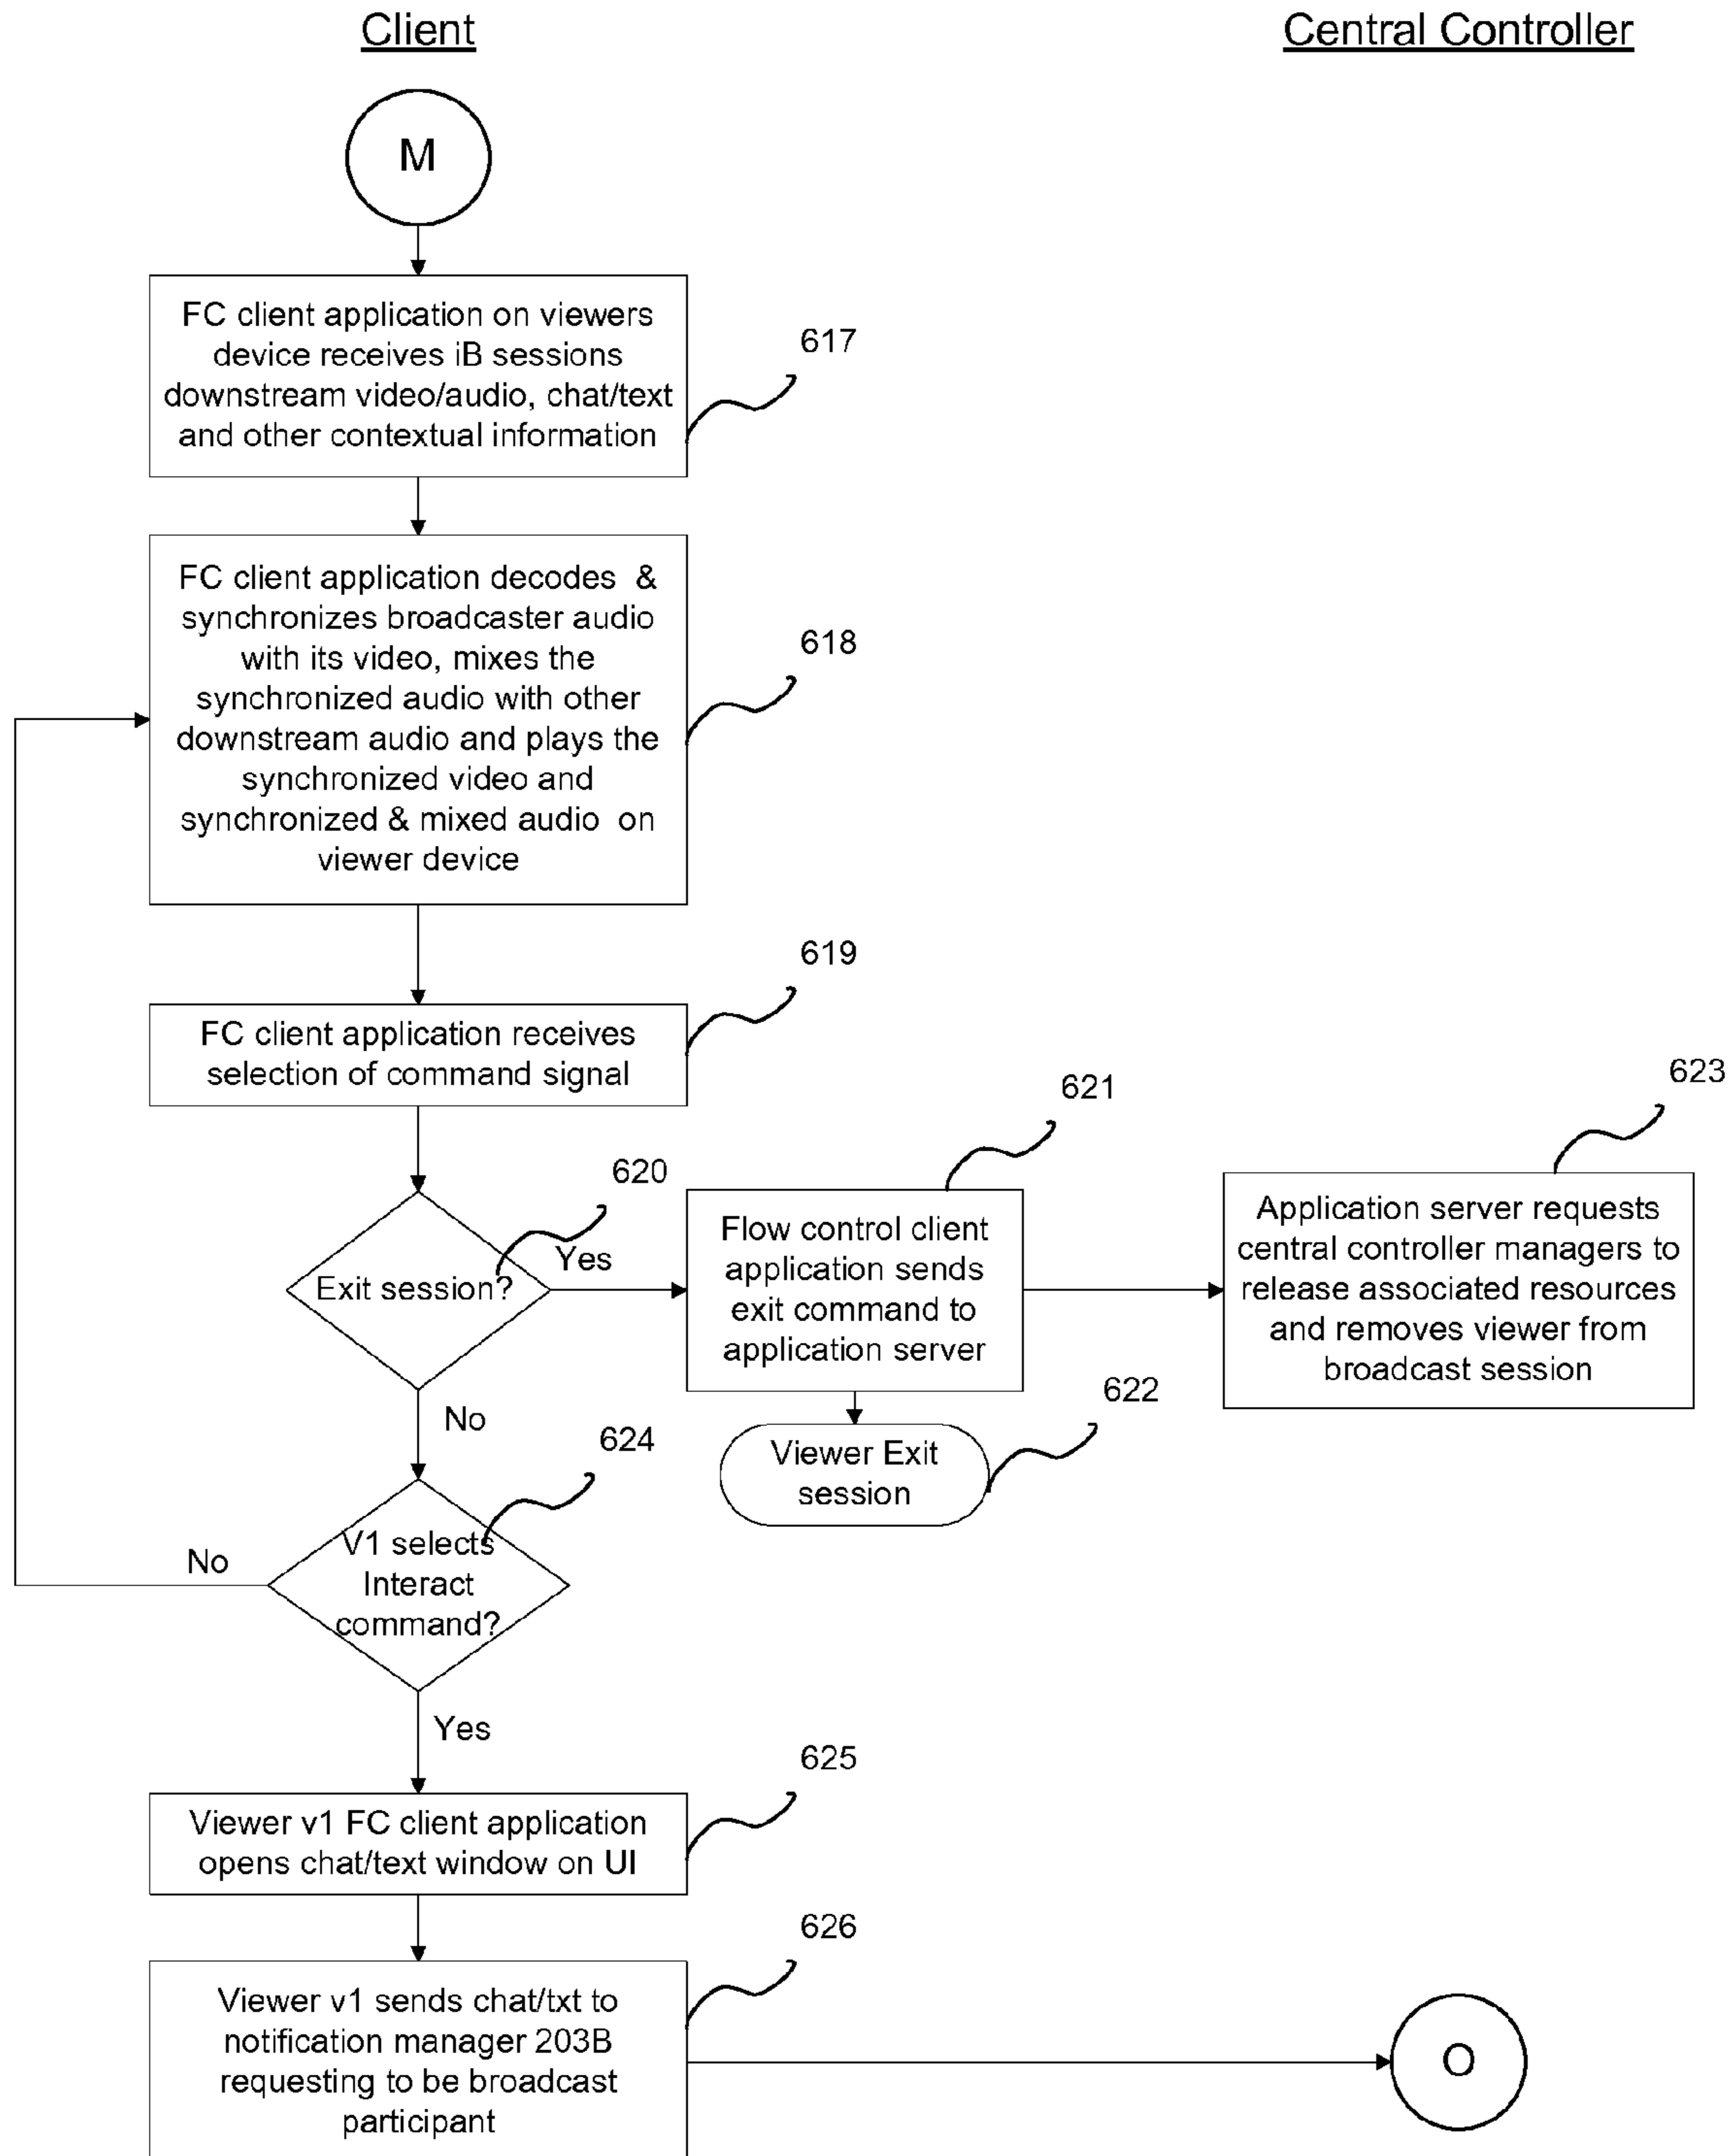 Client
Central Controller
M
FC client application on viewers
device receives iB sessions
downstream video/audio, chat/text
and other contextual information
617
FC client application decodes &
synchronizes broadcaster audio
with its video, mixes the
synchronized audio with other
downstream audio and plays the
synchronized video and
synchronized & mixed audio on
viewer device
618
FC client application receives
selection of command signal
619
Exit session?
620
Yes
Flow control client
application sends
exit command to
application server
621
Application server requests
central controller managers to
release associated resources
and removes viewer from
broadcast session
623
Viewer Exit
session
622
No
V1 selects
Interact
command?
624
No
Yes
Viewer v1 FC client application
opens chat/text window on UI
625
Viewer v1 sends chat/txt to
notification manager 203B
requesting to be broadcast
participant
626
O